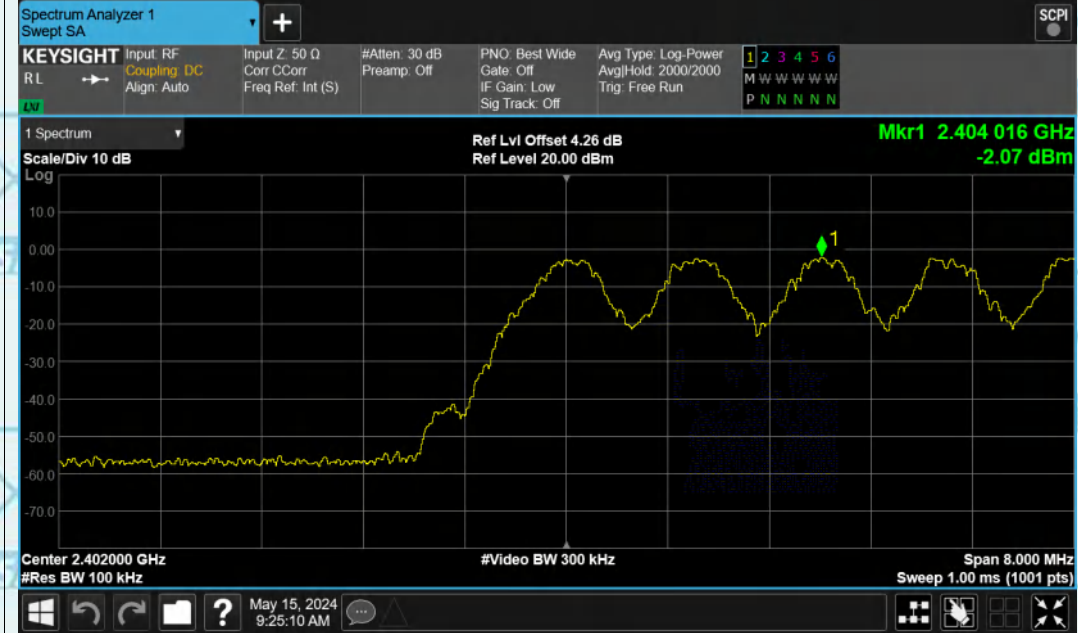 Spectrum Analyzer 1
Swept SA
+
SCPI
KEYSIGHT
R L
LXI
Input: RF
Coupling: DC
Align: Auto
Input Z: 50 Ω
Corr CCorr
Freq Ref: Int (S)
#Atten: 30 dB
Preamp: Off
PNO: Best Wide
Gate: Off
IF Gain: Low
Sig Track: Off
Avg Type: Log-Power
Avg|Hold: 2000/2000
Trig: Free Run
1 2 3 4 5 6
M W W W W W
P N N N N N
1 Spectrum
Scale/Div 10 dB
Ref Lvl Offset 4.26 dB
Ref Level 20.00 dBm
Mkr1 2.404 016 GHz
-2.07 dBm
Log
10.0
0.00
-10.0
-20.0
-30.0
-40.0
-50.0
-60.0
-70.0
1
Center 2.402000 GHz
#Res BW 100 kHz
#Video BW 300 kHz
Span 8.000 MHz
Sweep 1.00 ms (1001 pts)
?
May 15, 2024
9:25:10 AM